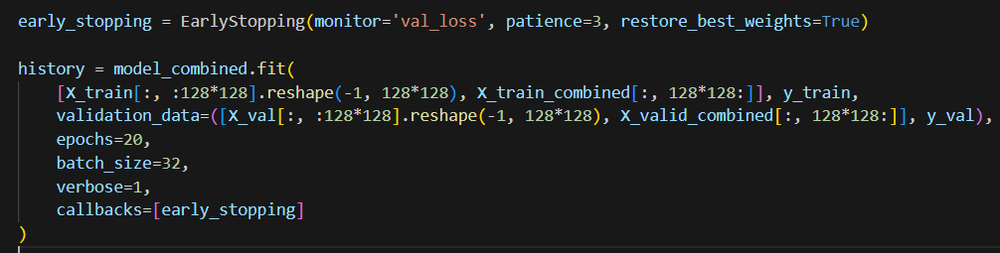 early_stopping = EarlyStopping(monitor='val_loss', patience=3, restore_best_weights=True)

history = model_combined.fit(
    [X_train[:, :128*128].reshape(-1, 128*128), X_train_combined[:, 128*128:]], y_train,
    validation_data=([X_val[:, :128*128].reshape(-1, 128*128), X_valid_combined[:, 128*128:]], y_val),
    epochs=20,
    batch_size=32,
    verbose=1,
    callbacks=[early_stopping]
)